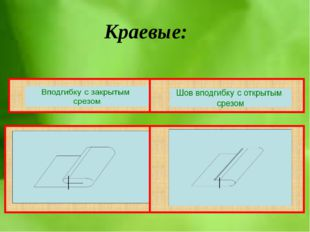 Краевые:
Вподгибку с закрытым
срезом
Шов вподгибку с открытым
срезом